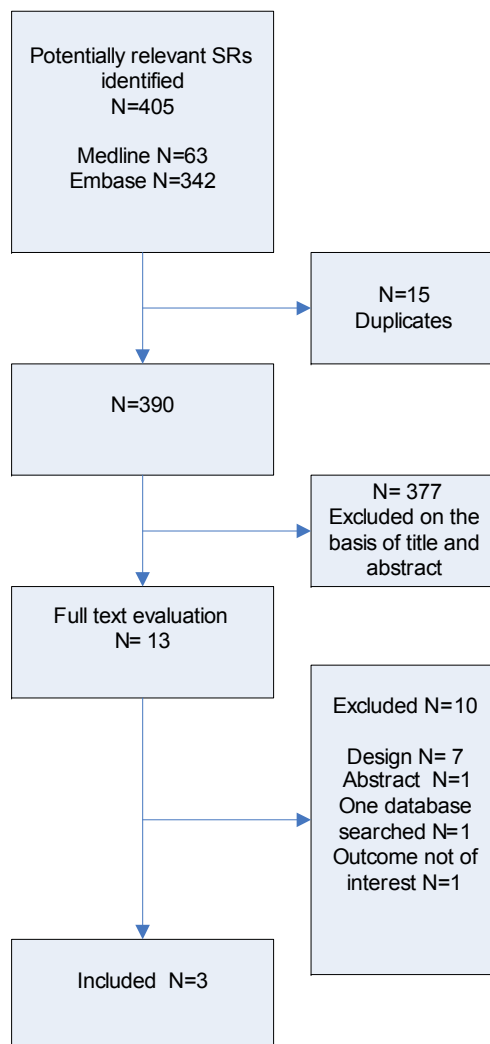 Potentially relevant SRs
identified
N=405
Medline N=63
Embase N=342
N=15
Duplicates
N=390
N= 377
Excluded on the
basis of title and
abstract
Full text evaluation
N= 13
Excluded N=10
Design N= 7
Abstract N=1
One database
searched N=1
Outcome not of
interest N=1
Included N=3